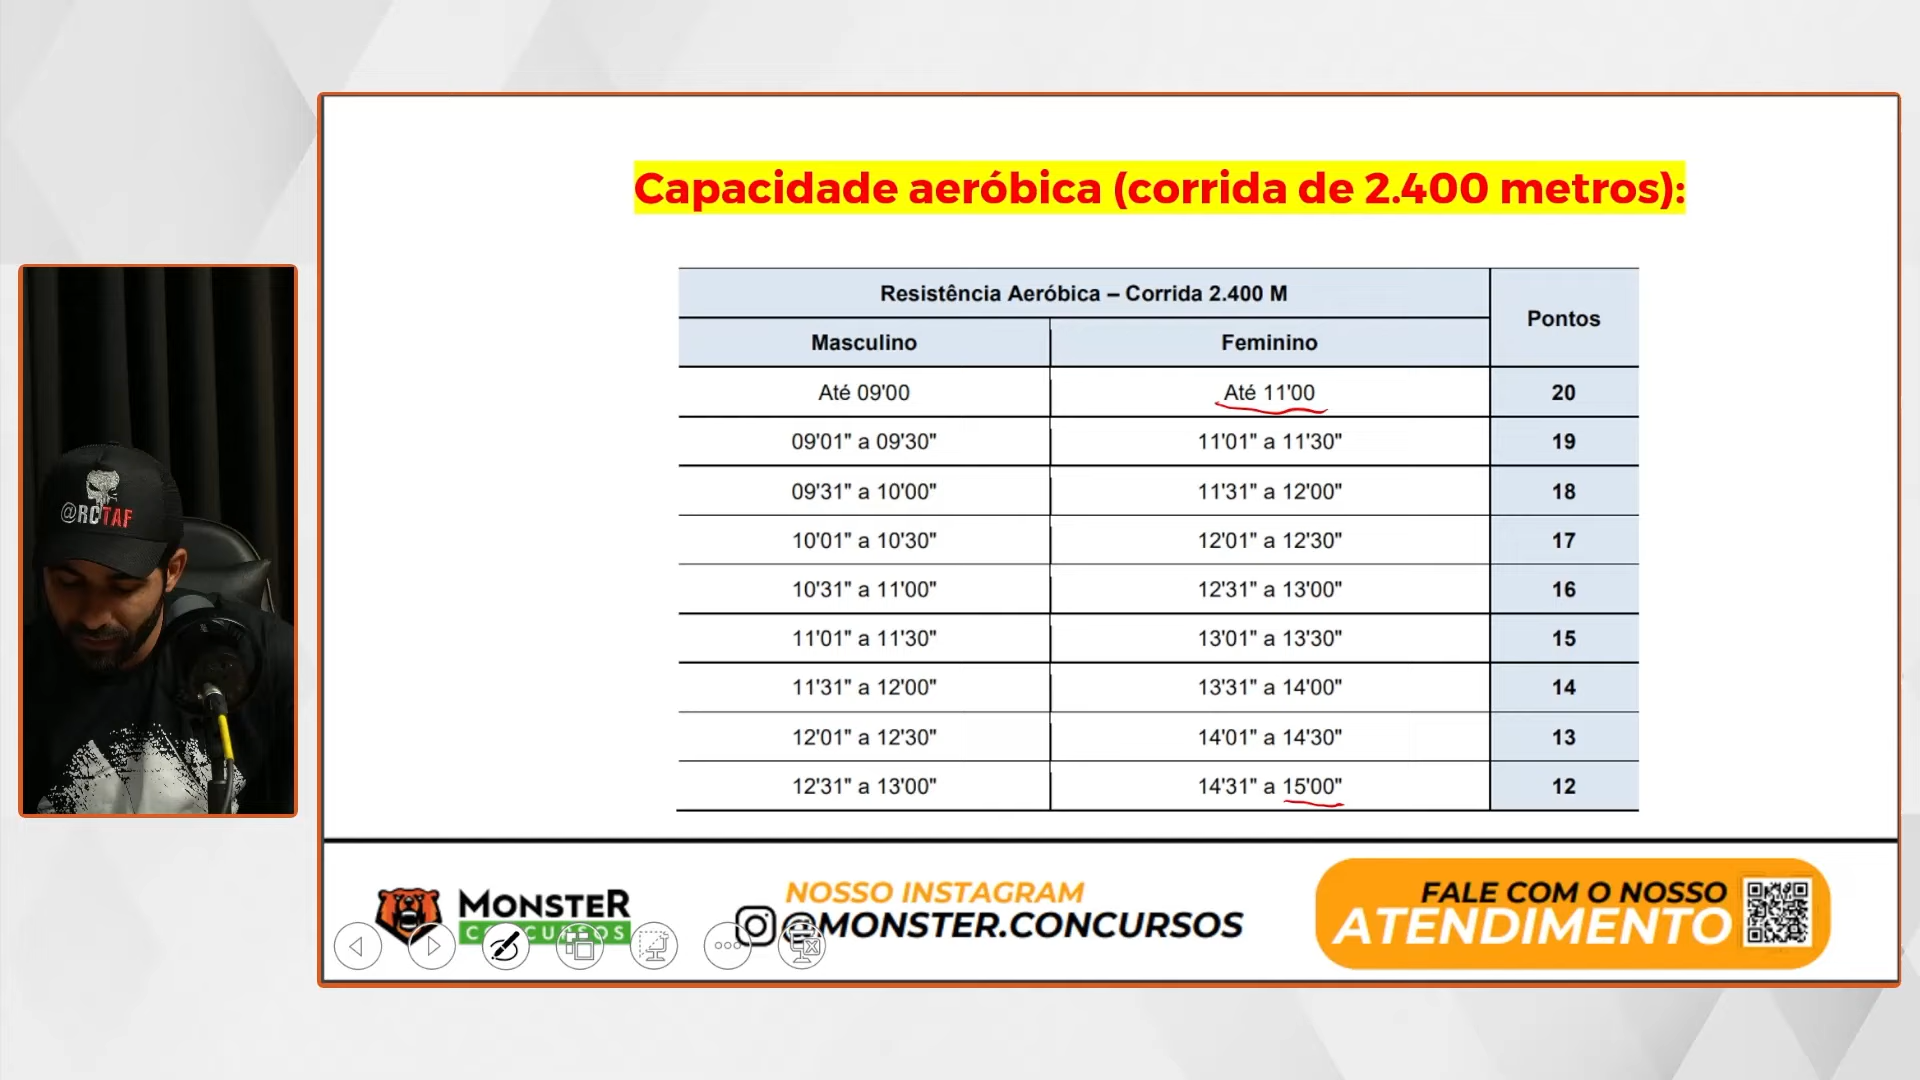 Capacidade aeróbica (corrida de 2.400 metros):
Resistência Aeróbica – Corrida 2.400 M
Pontos
Masculino
Feminino
Até 09'00
Até 11'00
20
09'01" a 09'30"
11'01" a 11'30"
19
09'31" a 10'00"
11'31" a 12'00"
18
10'01" a 10'30"
12'01" a 12'30"
17
10'31" a 11'00"
12'31" a 13'00"
16
11'01" a 11'30"
13'01" a 13'30"
15
11'31" a 12'00"
13'31" a 14'00"
14
12'01" a 12'30"
14'01" a 14'30"
13
12'31" a 13'00"
14'31" a 15'00"
12
@RCTAF
MONSTER
CONCURSOS
NOSSO INSTAGRAM
@MONSTER.CONCURSOS
FALE COM O NOSSO
ATENDIMENTO